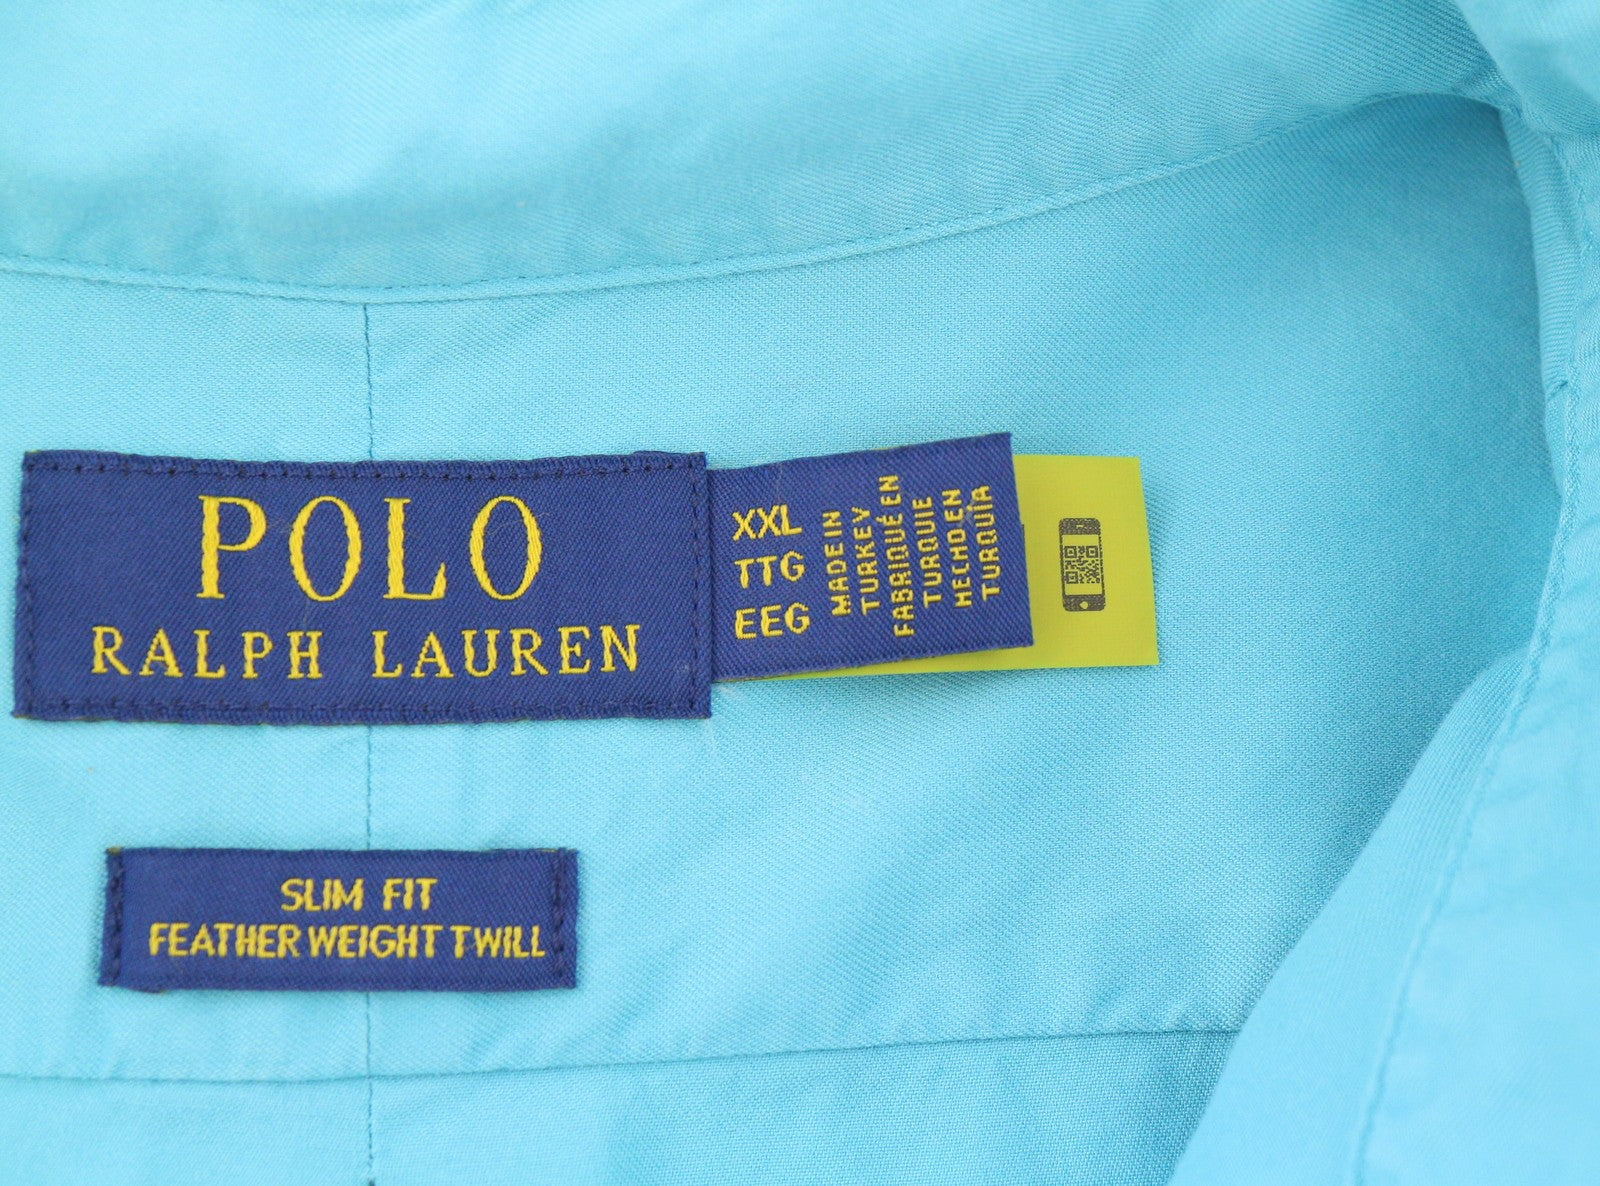 POLO
RALPH LAUREN
XXL
TTG
EEG
MADE IN
TURKEY
FABRIQUÉ EN
TURQUIE
HECHO EN
TURQUÍA
SLIM FIT
FEATHER WEIGHT TWILL